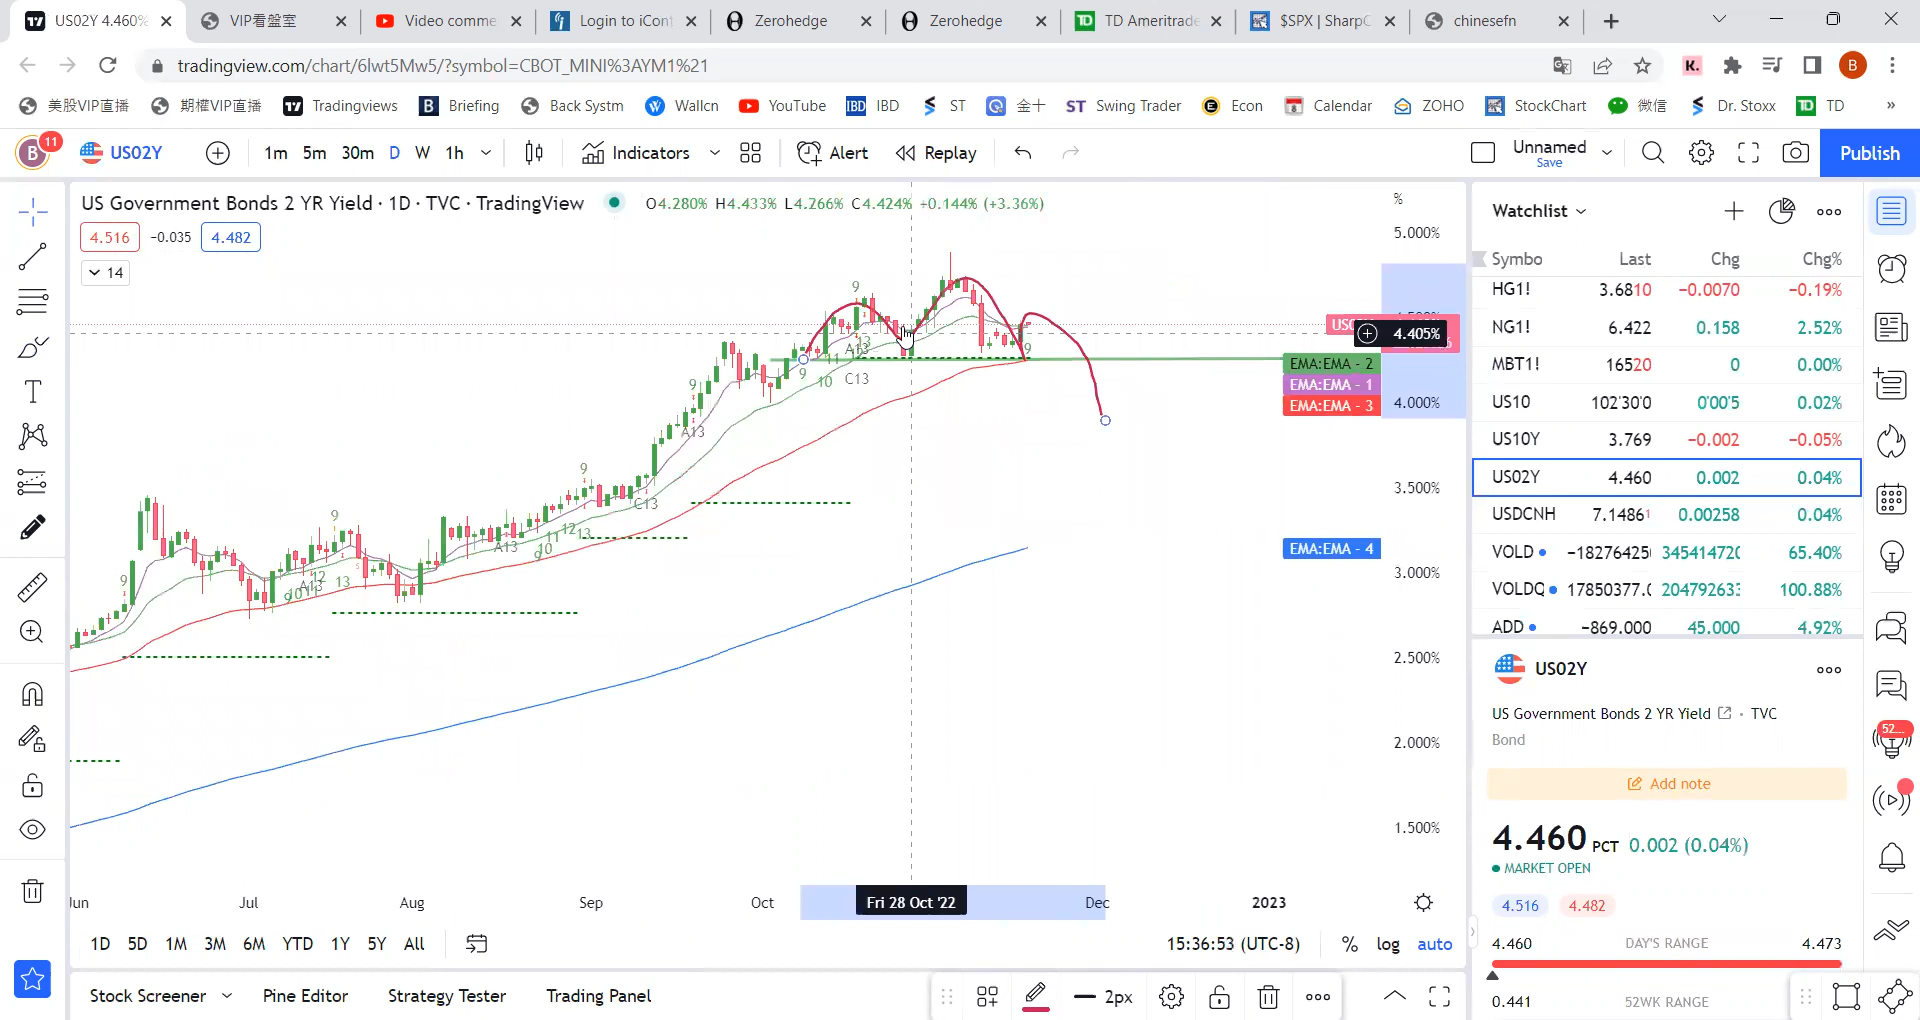 US02Y 4.460%
VIP看盤室
Video comme
Login to iCont
Zerohedge
Zerohedge
TD Ameritrade
$SPX | SharpC
chinesefn
tradingview.com/chart/6lwt5Mw5/?symbol=CBOT_MINI%3AYM1%21
K.
B
美股VIP直播
期權VIP直播
Tradingviews
Briefing
Back Systm
Wallcn
YouTube
IBD
ST
金十
Swing Trader
Econ
Calendar
ZOHO
StockChart
微信
Dr. Stoxx
TD
»
B
11
US02Y
1m
5m
30m
D
W
1h
Indicators
Alert
Replay
Unnamed
Save
Publish
US Government Bonds 2 YR Yield · 1D · TVC · TradingView
O4.280% H4.433% L4.266% C4.424% +0.144% (+3.36%)
4.516
−0.035
4.482
14
%
5.000%
4.405%
4.000%
3.500%
3.000%
2.500%
2.000%
1.500%
EMA:EMA - 2
EMA:EMA - 1
EMA:EMA - 3
EMA:EMA - 4
Jul
Aug
Sep
Oct
Fri 28 Oct '22
Dec
2023
1D
5D
1M
3M
6M
YTD
1Y
5Y
All
15:36:53 (UTC-8)
%
log
auto
Stock Screener
Pine Editor
Strategy Tester
Trading Panel
2px
Watchlist
Symbo
Last
Chg
Chg%
HG1! 3.6810 −0.0070 −0.19%
NG1! 6.422 0.158 2.52%
MBT1! 16520 0 0.00%
US10 102'30'0 0'00'5 0.02%
US10Y 3.769 −0.002 −0.05%
US02Y 4.460 0.002 0.04%
USDCNH 7.1486¹ 0.00258 0.04%
VOLD −18276425 34541472 65.40%
VOLDQ 17850377.0 20479263 100.88%
ADD −869.000 45.000 4.92%
US02Y
US Government Bonds 2 YR Yield · TVC
Bond
Add note
4.460 PCT 0.002 (0.04%)
MARKET OPEN
4.516
4.482
4.460 DAY'S RANGE 4.473
0.441 52WK RANGE
52...